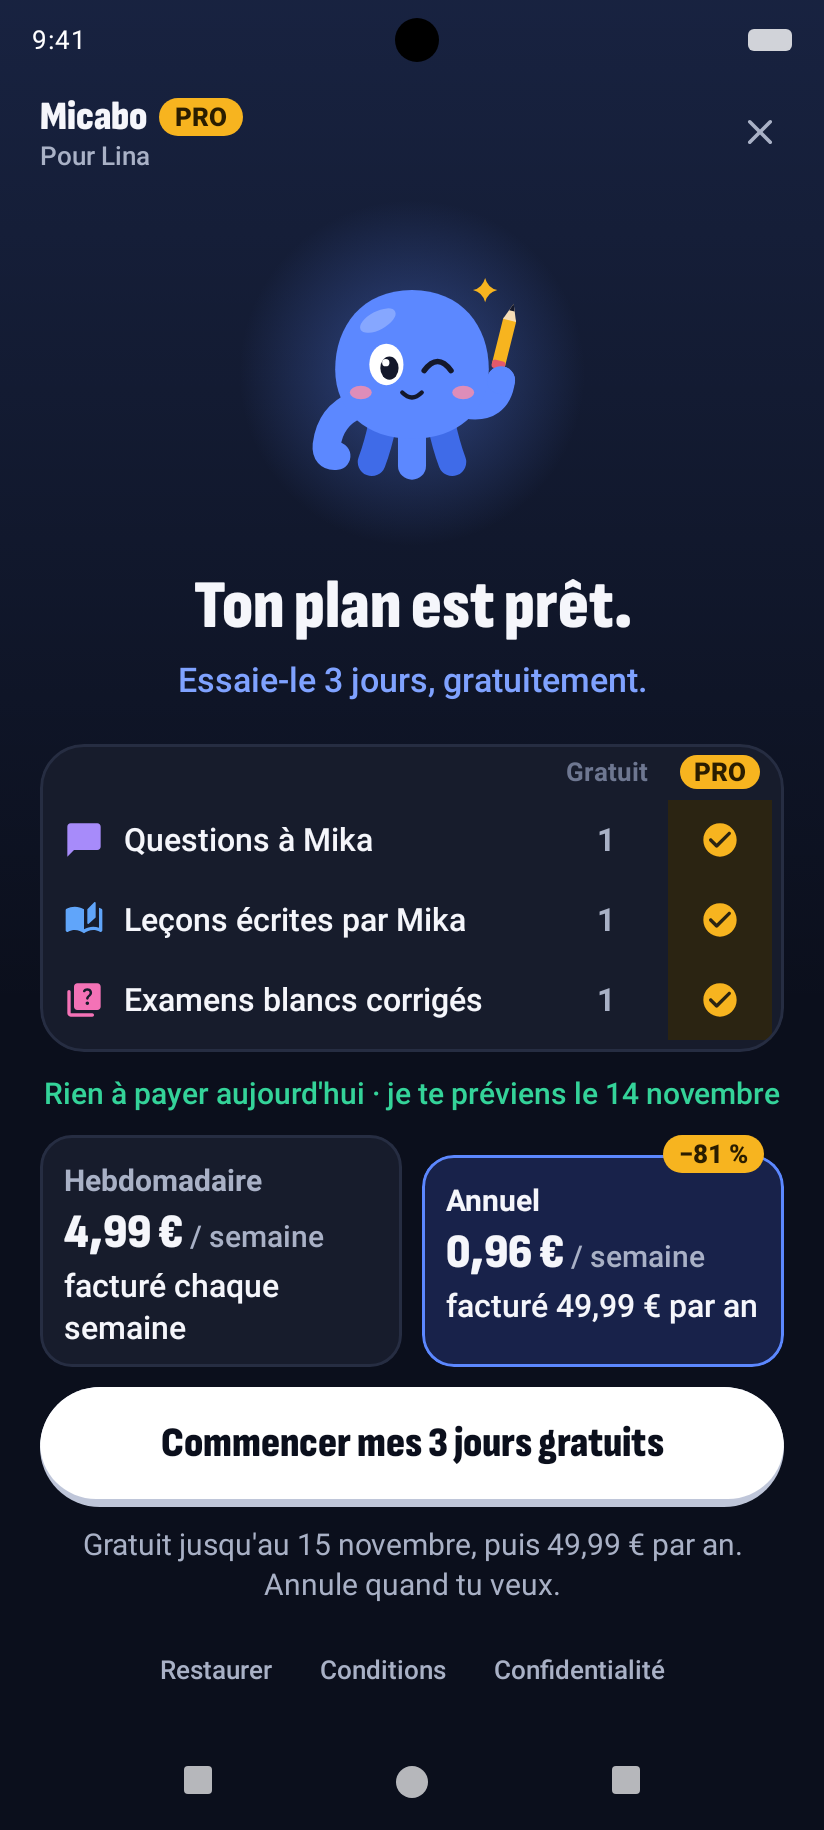 9:41
Micabo PRO
Pour Lina
Ton plan est prêt.
Essaie-le 3 jours, gratuitement.
Gratuit PRO
Questions à Mika 1
Leçons écrites par Mika 1
Examens blancs corrigés 1
Rien à payer aujourd'hui · je te préviens le 14 novembre
Hebdomadaire
4,99 € / semaine
facturé chaque
semaine
−81 %
Annuel
0,96 € / semaine
facturé 49,99 € par an
Commencer mes 3 jours gratuits
Gratuit jusqu'au 15 novembre, puis 49,99 € par an.
Annule quand tu veux.
Restaurer Conditions Confidentialité